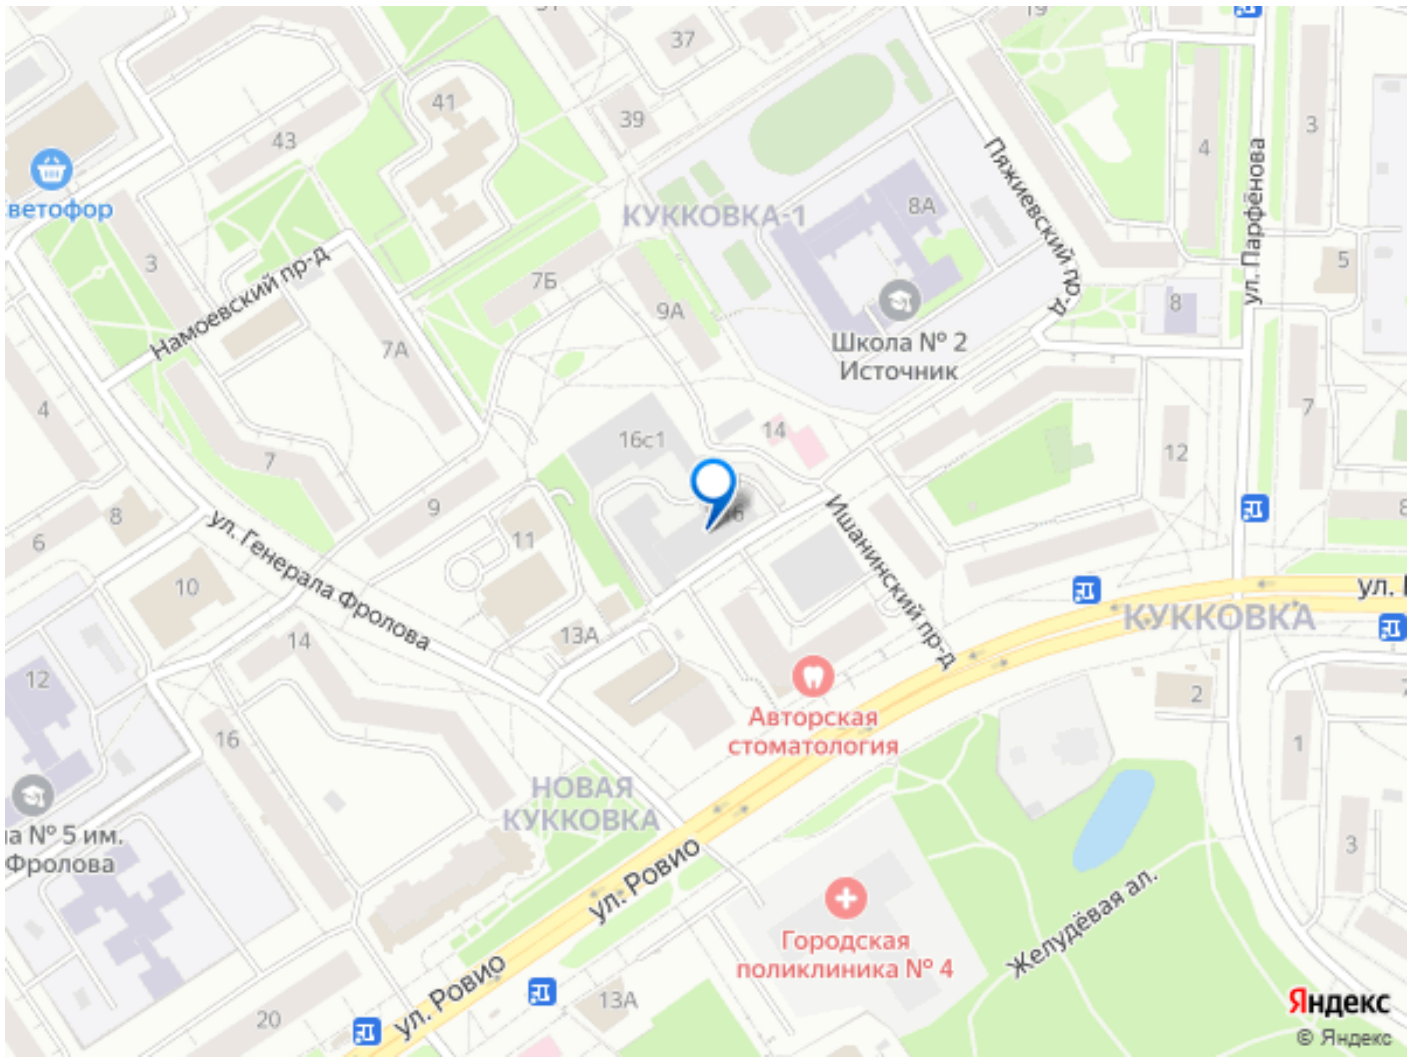 19
37
41
39
43
4
3
ул. Парфёнова
Пяжиевский пр-д
8А
КУККОВКА-1
ветофор
3
Намоевский пр-д
7Б
9А
5
8
7А
Школа № 2
Источник
4
7
16с1
14
12
7
9
8
6
ул. Генерала Фролова
11
Ишанинский пр-д
8
10
ул.
КУККОВКА
13А
14
12
2
Авторская
стоматология
16
1
НОВАЯ
КУККОВКА
а № 5 им.
Фролова
3
ул. Ровио
Желудёвая ал.
Городская
поликлиника № 4
ул. Ровио
13А
20
Яндекс
© Яндекс